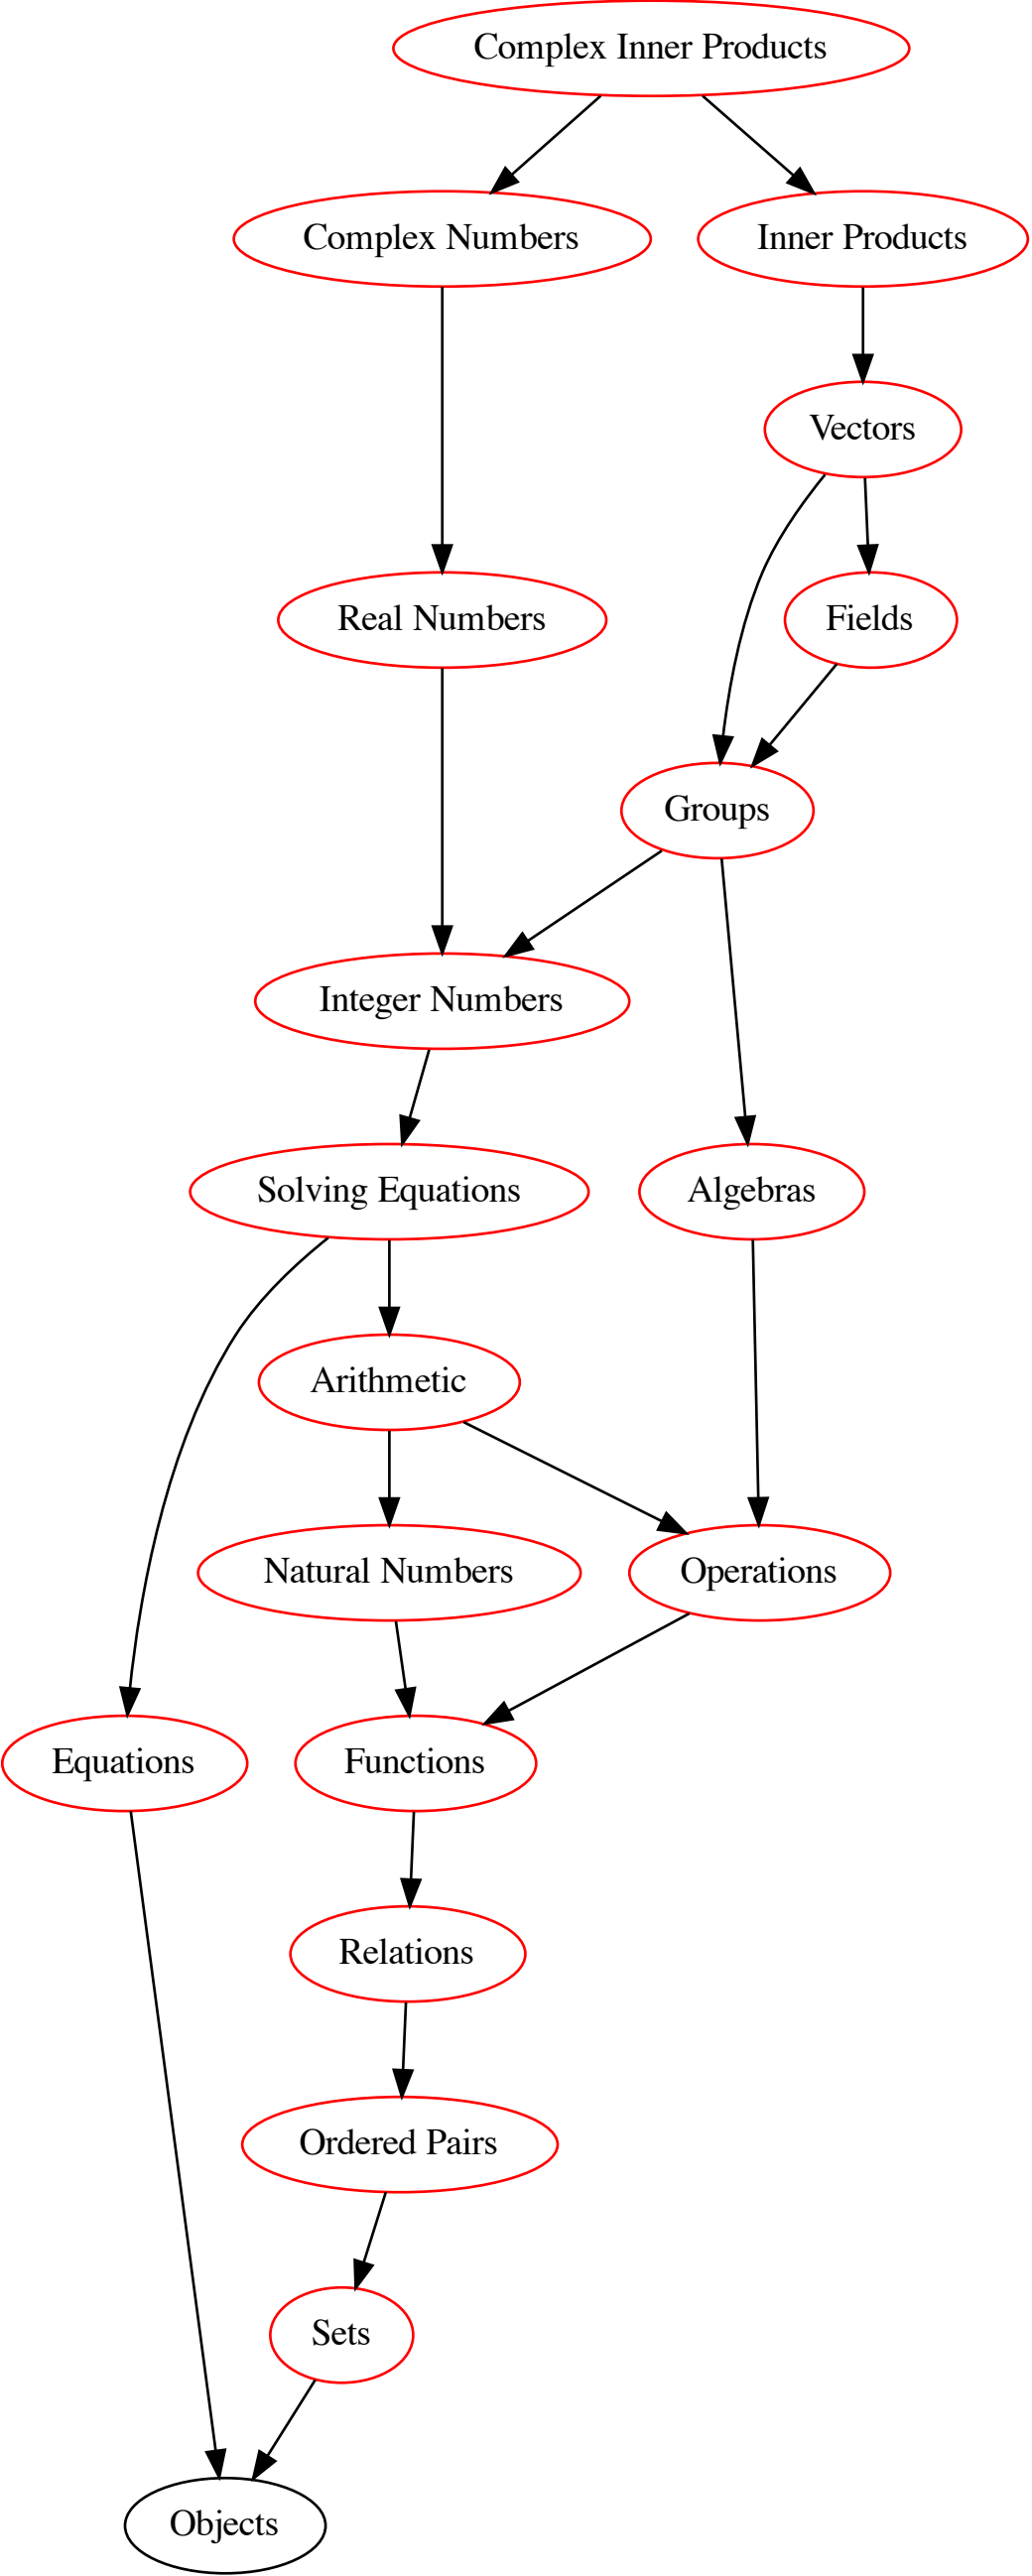 Complex Inner Products
Complex Numbers
Inner Products
Vectors
Real Numbers
Fields
Groups
Integer Numbers
Solving Equations
Algebras
Arithmetic
Natural Numbers
Operations
Equations
Functions
Relations
Ordered Pairs
Sets
Objects